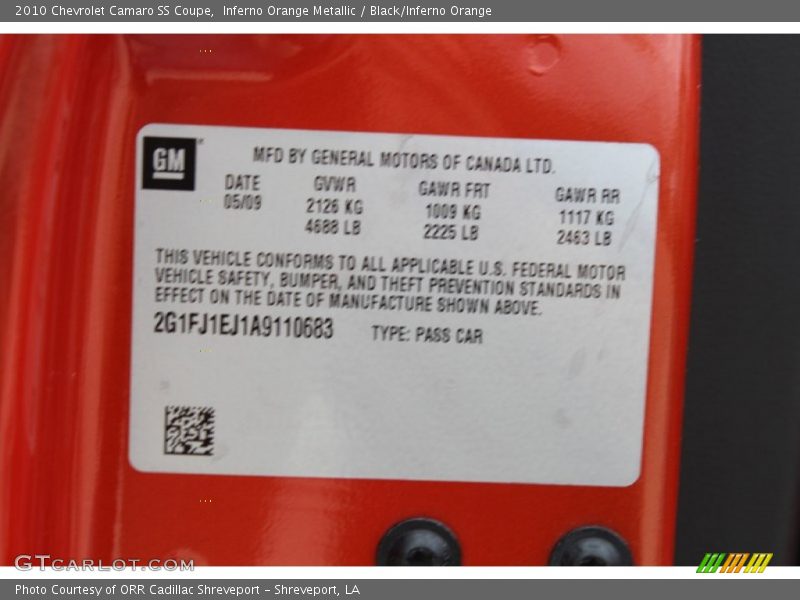 2010 Chevrolet Camaro SS Coupe, Inferno Orange Metallic / Black/Inferno Orange
GM
MFD BY GENERAL MOTORS OF CANADA LTD.
DATE GVWR GAWR FRT GAWR RR
05/09 2126 KG 1009 KG 1117 KG
4688 LB 2225 LB 2463 LB
THIS VEHICLE CONFORMS TO ALL APPLICABLE U.S. FEDERAL MOTOR
VEHICLE SAFETY, BUMPER, AND THEFT PREVENTION STANDARDS IN
EFFECT ON THE DATE OF MANUFACTURE SHOWN ABOVE.
2G1FJ1EJ1A9110683 TYPE: PASS CAR
GTCARLOT.COM
Photo Courtesy of ORR Cadillac Shreveport - Shreveport, LA